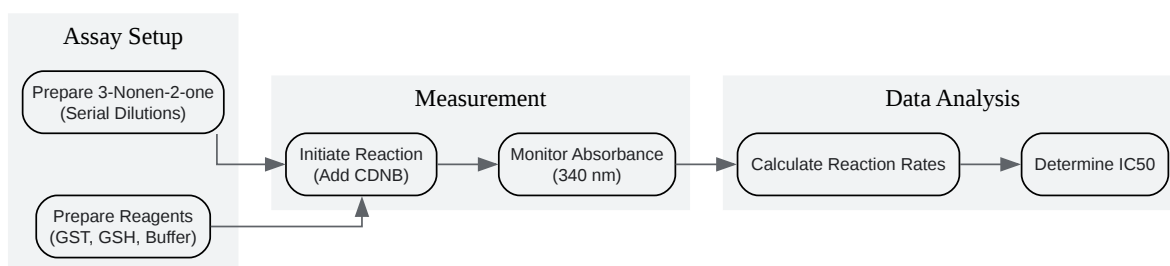 Assay Setup
Prepare 3-Nonen-2-one
(Serial Dilutions)
Prepare Reagents
(GST, GSH, Buffer)
Measurement
Initiate Reaction
(Add CDNB)
Monitor Absorbance
(340 nm)
Data Analysis
Calculate Reaction Rates
Determine IC50